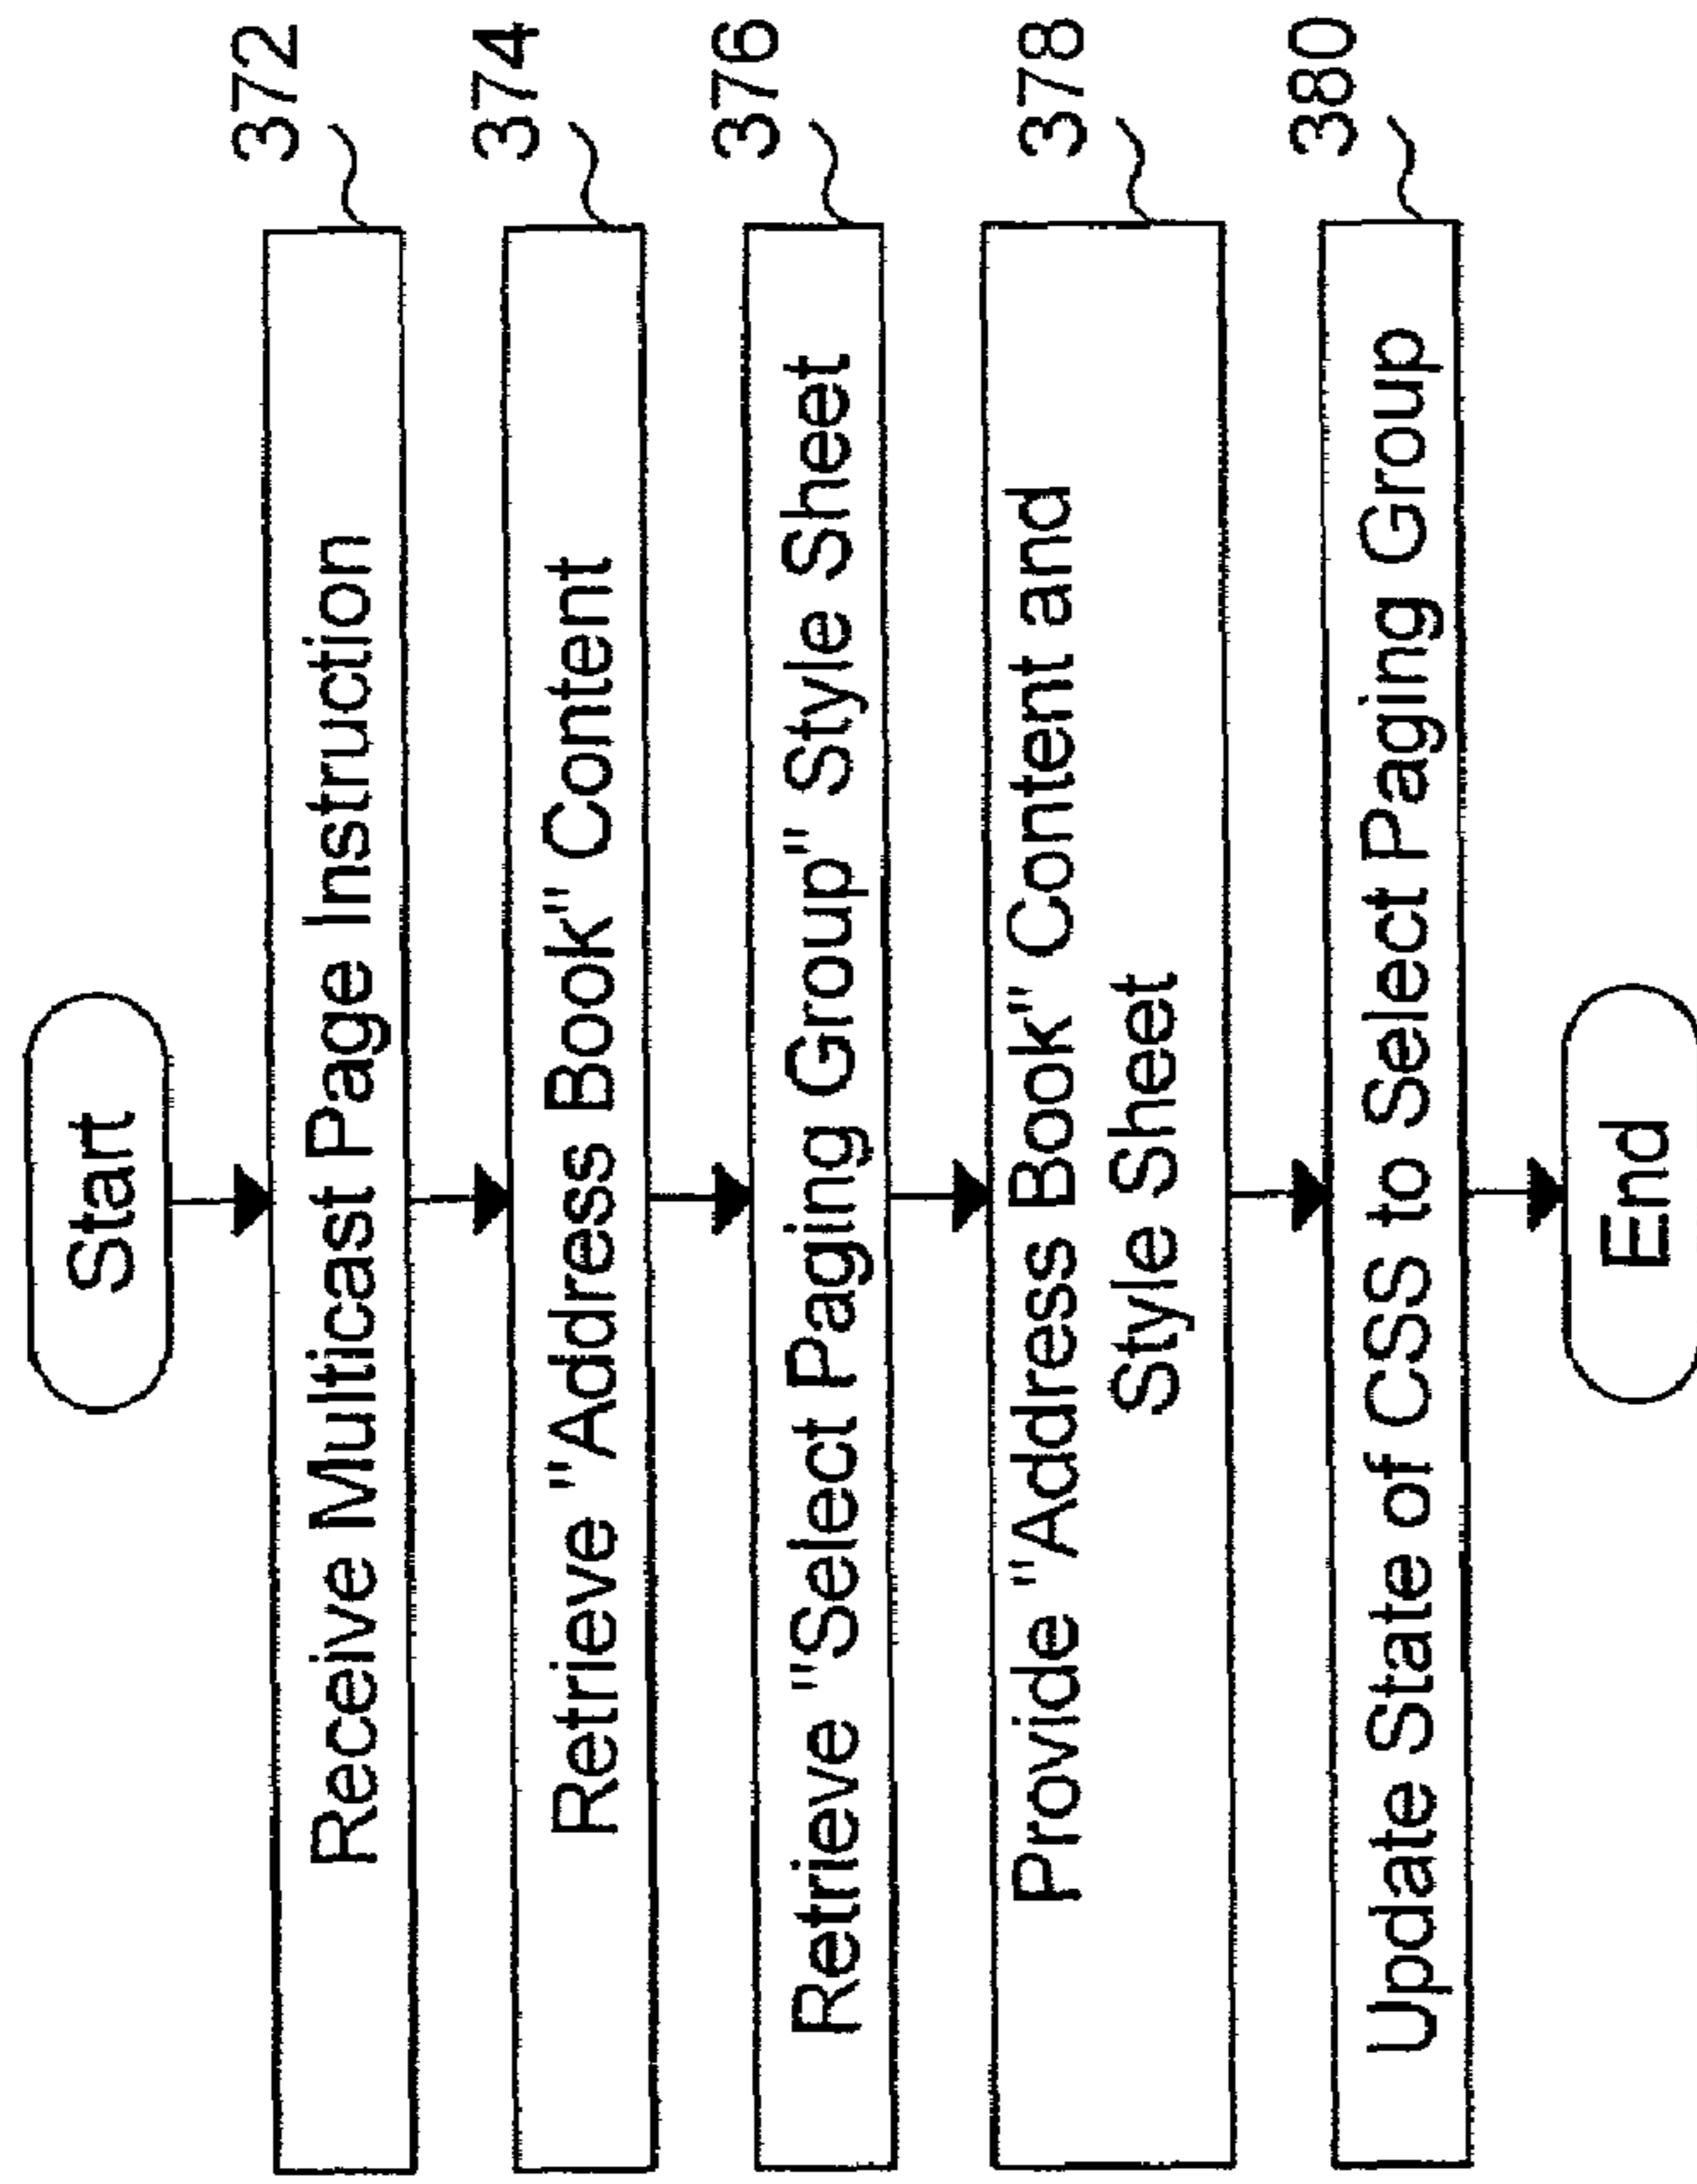 Start
Receive Multicast Page Instruction
372
Retrieve "Address Book" Content
374
Retrieve "Select Paging Group" Style Sheet
376
Provide "Address Book" Content and
Style Sheet
378
Update State of CSS to Select Paging Group
380
End